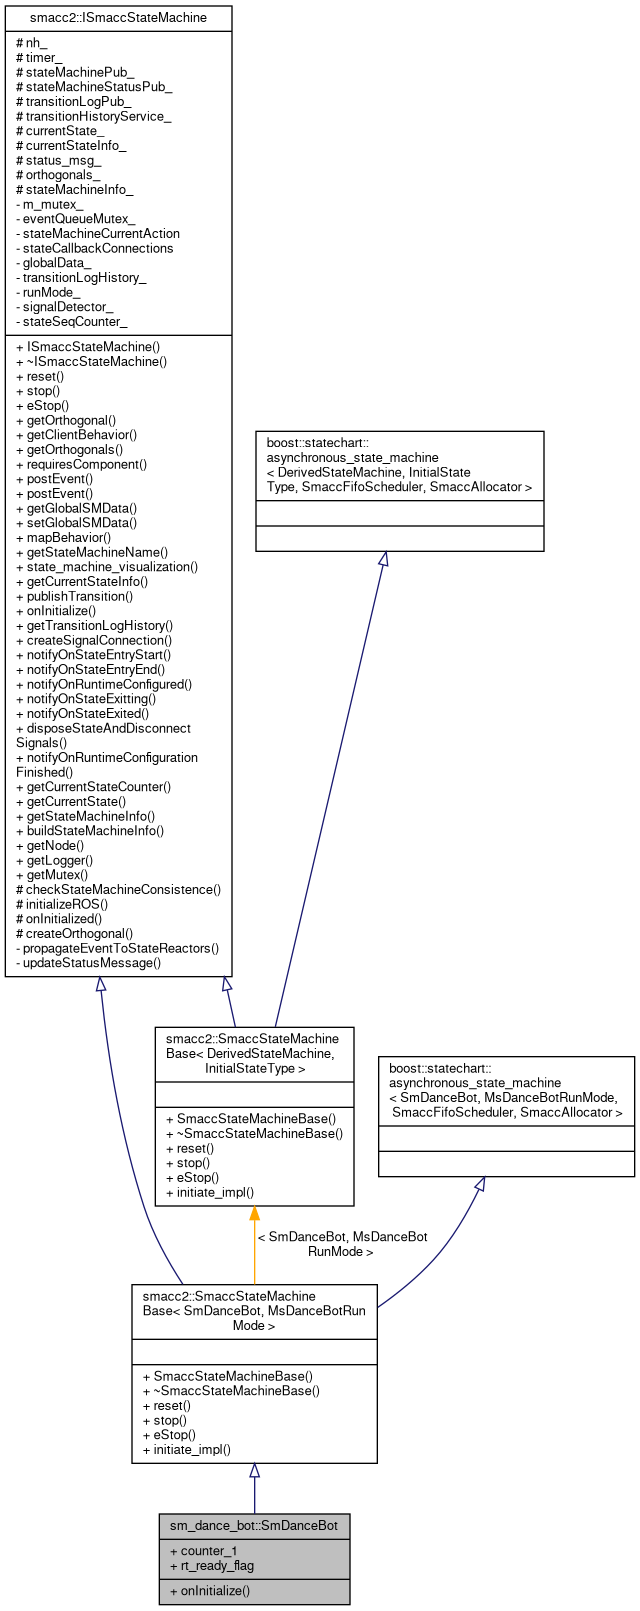 smacc2::ISmaccStateMachine
# nh_
# timer_
# stateMachinePub_
# stateMachineStatusPub_
# transitionLogPub_
# transitionHistoryService_
# currentState_
# currentStateInfo_
# status_msg_
# orthogonals_
# stateMachineInfo_
- m_mutex_
- eventQueueMutex_
- stateMachineCurrentAction
- stateCallbackConnections
- globalData_
- transitionLogHistory_
- runMode_
- signalDetector_
- stateSeqCounter_
+ ISmaccStateMachine()
+ ~ISmaccStateMachine()
+ reset()
+ stop()
+ eStop()
+ getOrthogonal()
+ getClientBehavior()
+ getOrthogonals()
+ requiresComponent()
+ postEvent()
+ postEvent()
+ getGlobalSMData()
+ setGlobalSMData()
+ mapBehavior()
+ getStateMachineName()
+ state_machine_visualization()
+ getCurrentStateInfo()
+ publishTransition()
+ onInitialize()
+ getTransitionLogHistory()
+ createSignalConnection()
+ notifyOnStateEntryStart()
+ notifyOnStateEntryEnd()
+ notifyOnRuntimeConfigured()
+ notifyOnStateExitting()
+ notifyOnStateExited()
+ disposeStateAndDisconnect
Signals()
+ notifyOnRuntimeConfiguration
Finished()
+ getCurrentStateCounter()
+ getCurrentState()
+ getStateMachineInfo()
+ buildStateMachineInfo()
+ getNode()
+ getLogger()
+ getMutex()
# checkStateMachineConsistence()
# initializeROS()
# onInitialized()
# createOrthogonal()
- propagateEventToStateReactors()
- updateStatusMessage()
boost::statechart::
asynchronous_state_machine
< DerivedStateMachine, InitialState
Type, SmaccFifoScheduler, SmaccAllocator >
smacc2::SmaccStateMachine
Base< DerivedStateMachine,
InitialStateType >
+ SmaccStateMachineBase()
+ ~SmaccStateMachineBase()
+ reset()
+ stop()
+ eStop()
+ initiate_impl()
boost::statechart::
asynchronous_state_machine
< SmDanceBot, MsDanceBotRunMode,
SmaccFifoScheduler, SmaccAllocator >
< SmDanceBot, MsDanceBot
RunMode >
smacc2::SmaccStateMachine
Base< SmDanceBot, MsDanceBotRun
Mode >
+ SmaccStateMachineBase()
+ ~SmaccStateMachineBase()
+ reset()
+ stop()
+ eStop()
+ initiate_impl()
sm_dance_bot::SmDanceBot
+ counter_1
+ rt_ready_flag
+ onInitialize()